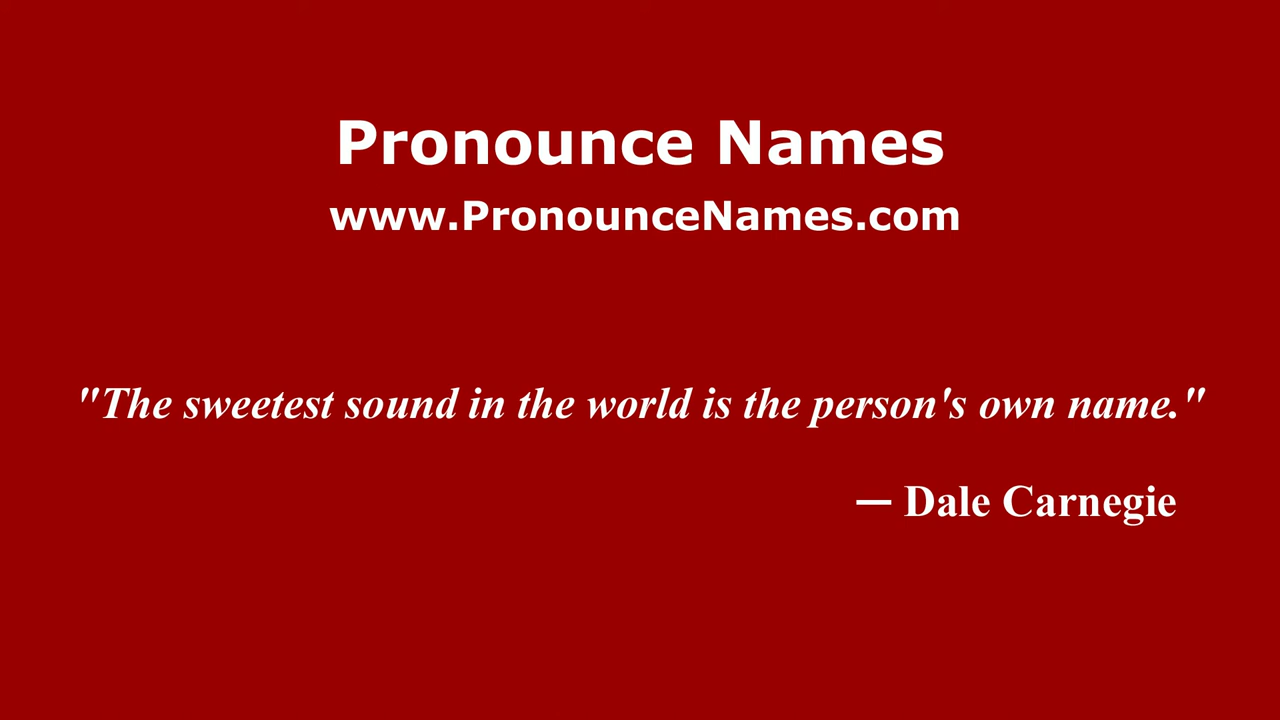 Pronounce Names
www.PronounceNames.com
"The sweetest sound in the world is the person's own name."
— Dale Carnegie